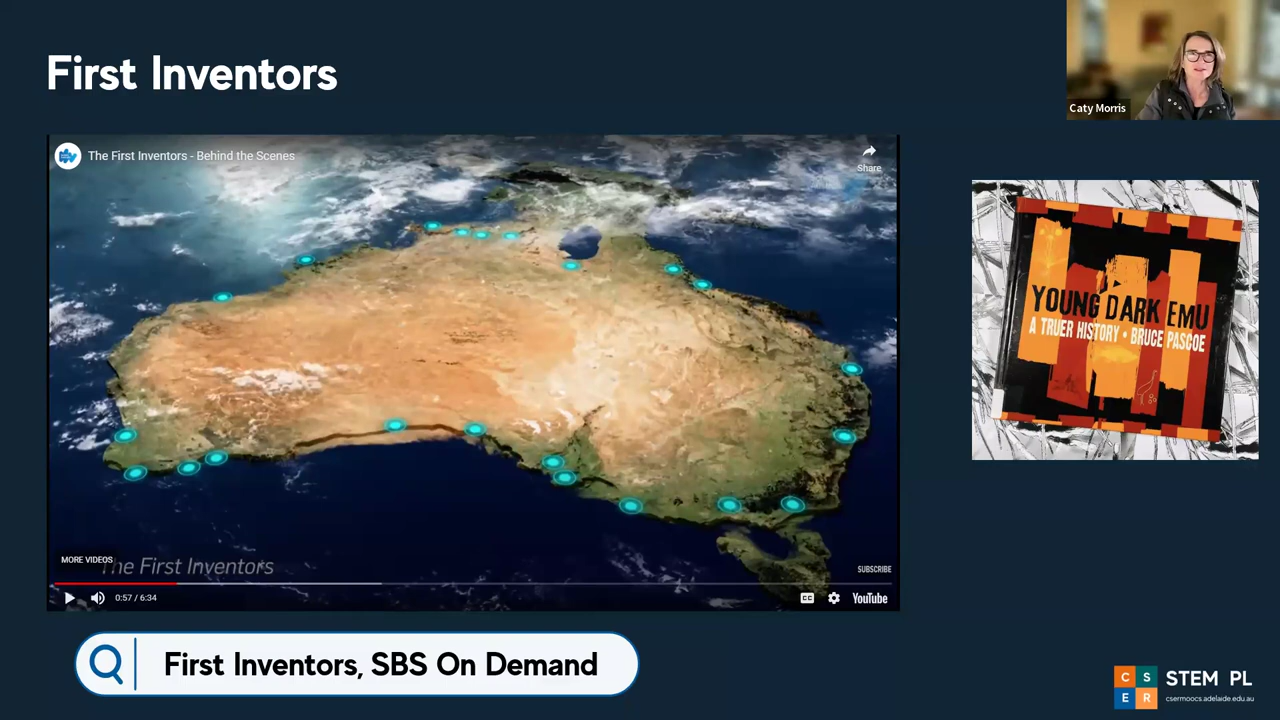 First Inventors
Caty Morris
The First Inventors - Behind the Scenes
Share
YOUNG DARK EMU
A TRUER HISTORY • BRUCE PASCOE
MORE VIDEOS
The First Inventors
SUBSCRIBE
0:57 / 6:34
CC
YouTube
First Inventors, SBS On Demand
C S
E R
STEM PL
csermoocs.adelaide.edu.au